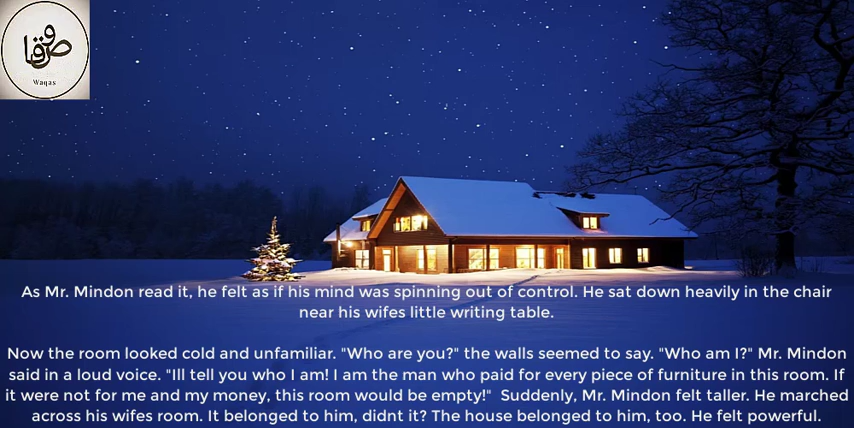 وقاص
Waqas
As Mr. Mindon read it, he felt as if his mind was spinning out of control. He sat down heavily in the chair
near his wifes little writing table.
Now the room looked cold and unfamiliar. "Who are you?" the walls seemed to say. "Who am I?" Mr. Mindon
said in a loud voice. "Ill tell you who I am! I am the man who paid for every piece of furniture in this room. If
it were not for me and my money, this room would be empty!" Suddenly, Mr. Mindon felt taller. He marched
across his wifes room. It belonged to him, didnt it? The house belonged to him, too. He felt powerful.